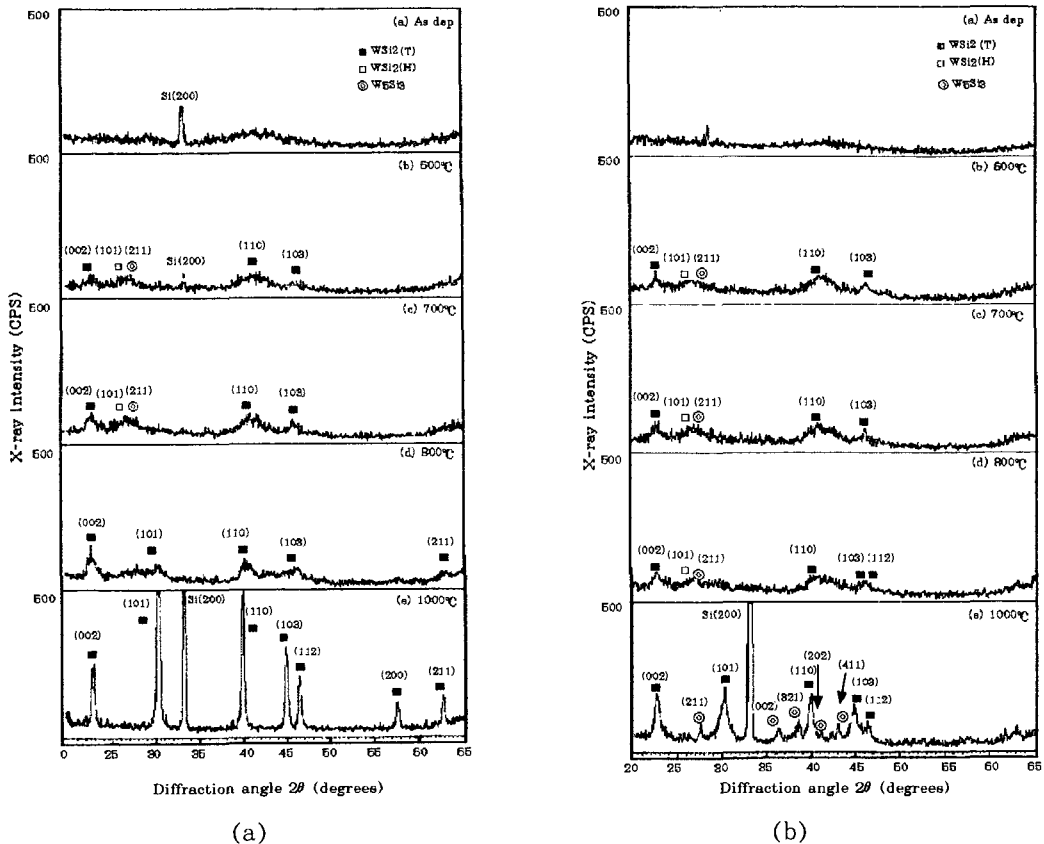 500
(a) As dep
■ WSi2(T)
□ WSi2(H)
◎ W5Si3
Si(200)
500
(b) 500℃
(002) (101) (211) Si(200) (110) (103)
500
(c) 700℃
(002) (101) (211) (110) (103)
500
(d) 800℃
(002) (101) (110) (103) (211)
500
(e) 1000℃
(002) (101) Si(200) (110) (103) (112) (200) (211)
20 25 30 35 40 45 50 55 60 65
X-ray intensity (CPS)
Diffraction angle 2θ (degrees)
(a)
500
(a) As dep
■ WSi2(T)
□ WSi2(H)
◎ W5Si3
500
(b) 500℃
(002) (101) (211) (110) (103)
500
(c) 700℃
(002) (101) (211) (110) (103)
500
(d) 800℃
(002) (101) (211) (110) (103) (112)
500
(e) 1000℃
(002) (211) (101) Si(200) (002) (321) (110) (202) (411) (103) (112)
20 25 30 35 40 45 50 55 60 65
X-ray intensity (CPS)
Diffraction angle 2θ (degrees)
(b)